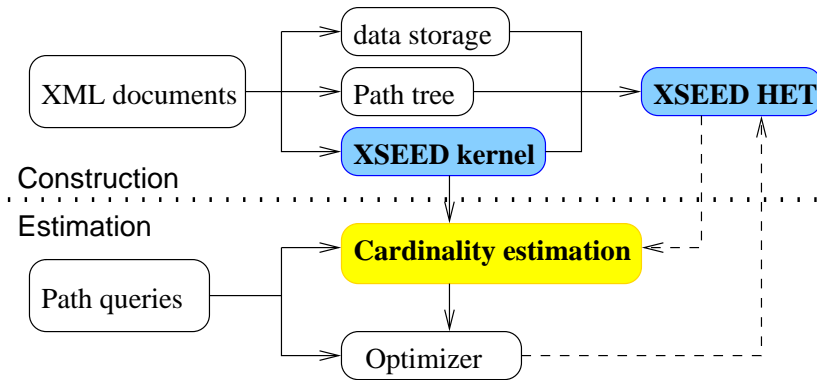 data storage
XML documents
Path tree
XSEED HET
XSEED kernel
Construction
Estimation
Cardinality estimation
Path queries
Optimizer